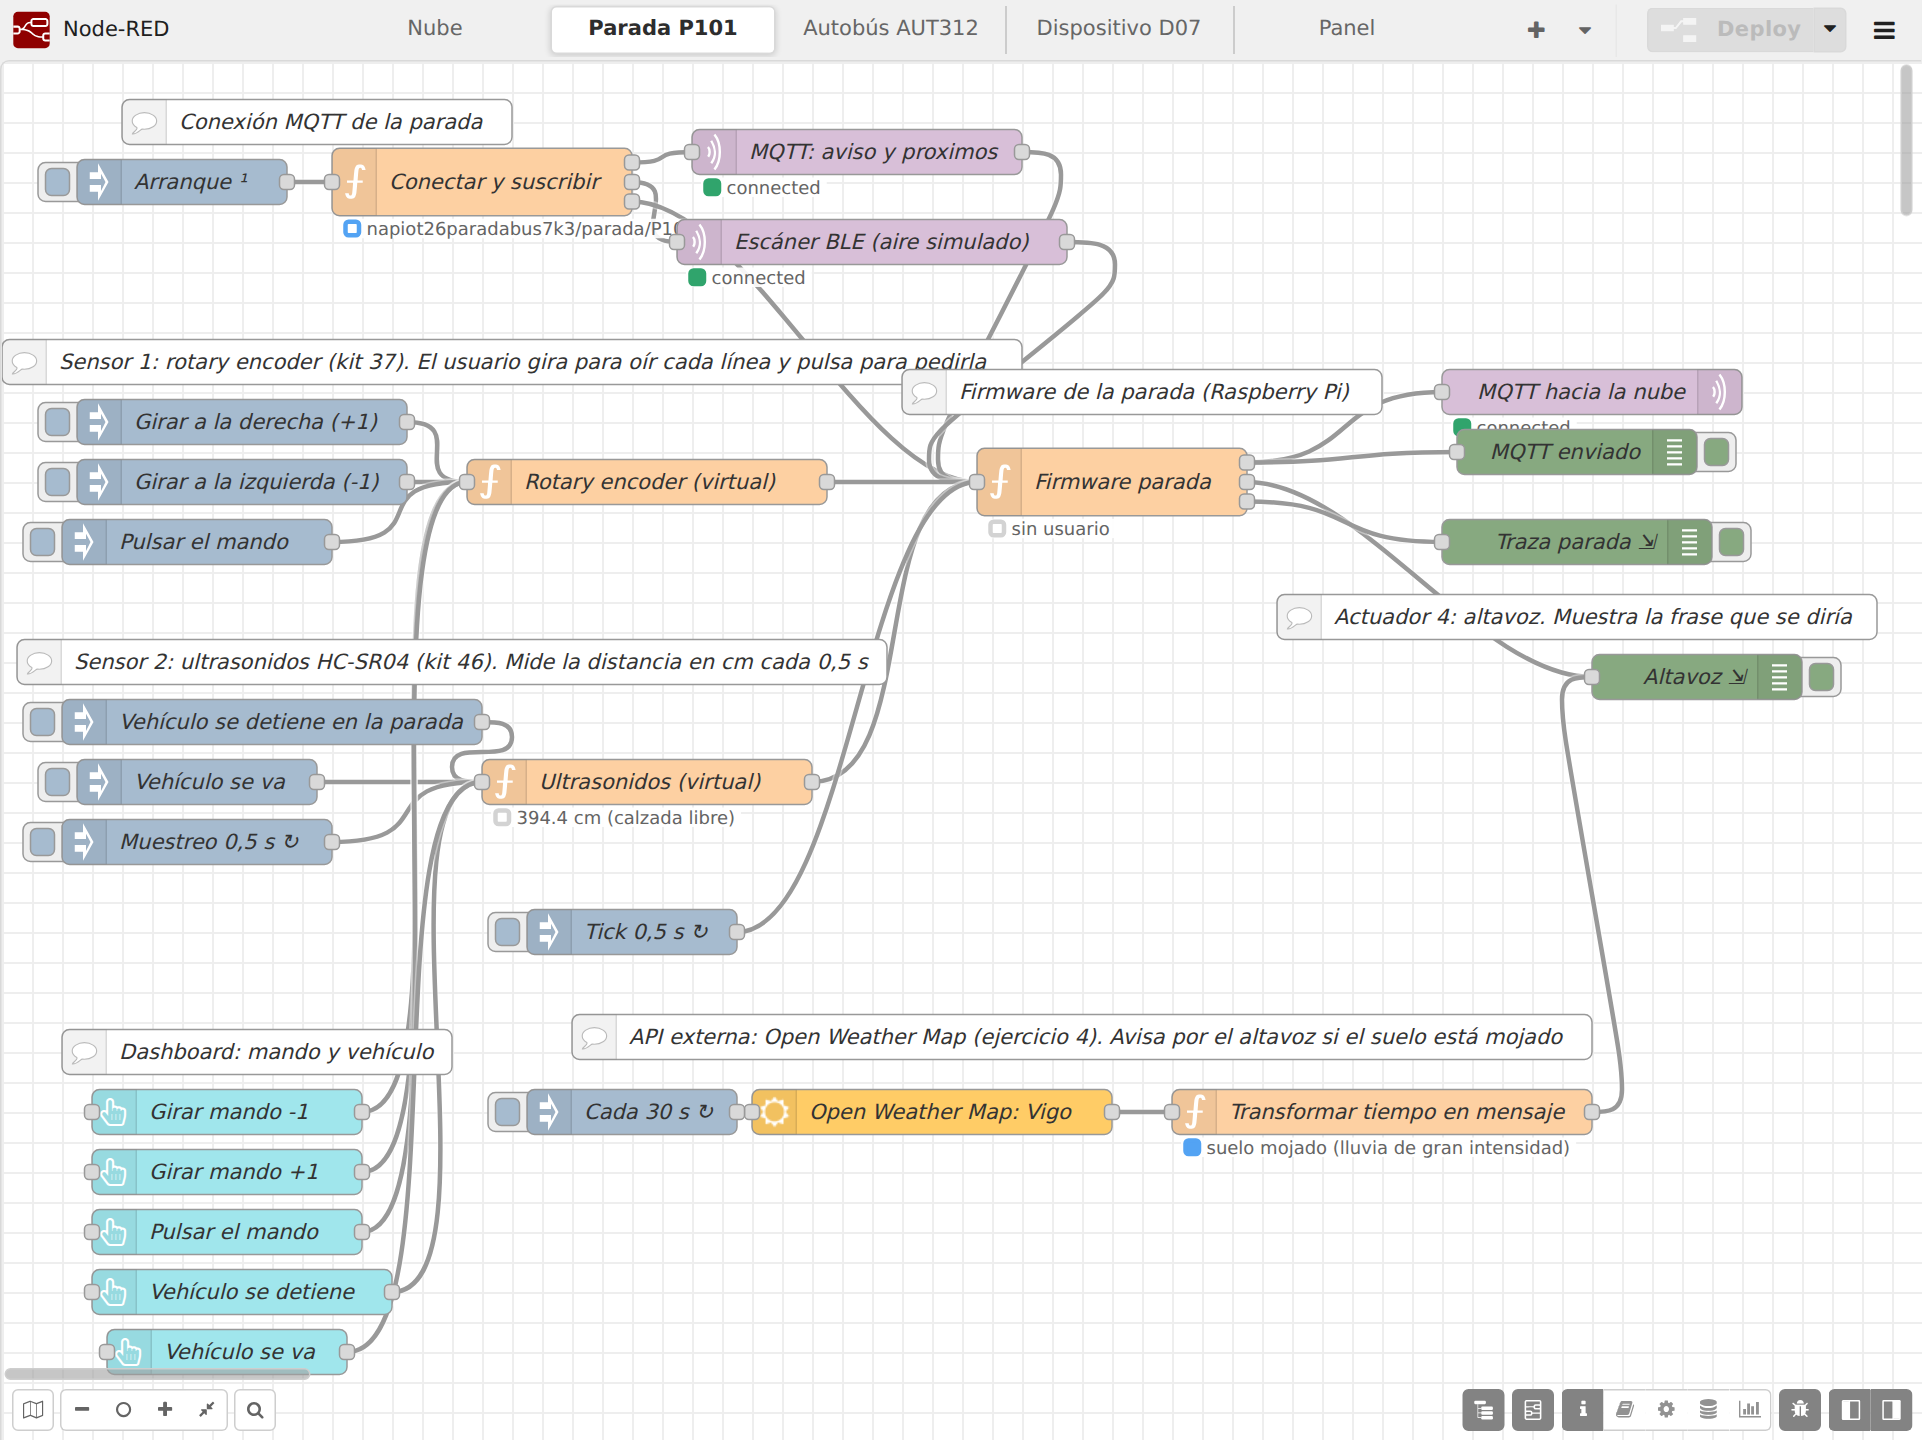 Node-RED
Nube
Parada P101
Autobús AUT312
Dispositivo D07
Panel
Deploy
Conexión MQTT de la parada
Arranque ¹
Conectar y suscribir
napiot26paradabus7k3/parada/P10
MQTT: aviso y proximos
connected
Escáner BLE (aire simulado)
connected
Sensor 1: rotary encoder (kit 37). El usuario gira para oír cada línea y pulsa para pedirla
Girar a la derecha (+1)
Girar a la izquierda (-1)
Pulsar el mando
Rotary encoder (virtual)
Firmware de la parada (Raspberry Pi)
Firmware parada
sin usuario
MQTT hacia la nube
connected
MQTT enviado
Traza parada ⇲
Actuador 4: altavoz. Muestra la frase que se diría
Altavoz ⇲
Sensor 2: ultrasonidos HC-SR04 (kit 46). Mide la distancia en cm cada 0,5 s
Vehículo se detiene en la parada
Vehículo se va
Muestreo 0,5 s ↻
Ultrasonidos (virtual)
394.4 cm (calzada libre)
Tick 0,5 s ↻
API externa: Open Weather Map (ejercicio 4). Avisa por el altavoz si el suelo está mojado
Cada 30 s ↻
Open Weather Map: Vigo
Transformar tiempo en mensaje
suelo mojado (lluvia de gran intensidad)
Dashboard: mando y vehículo
Girar mando -1
Girar mando +1
Pulsar el mando
Vehículo se detiene
Vehículo se va